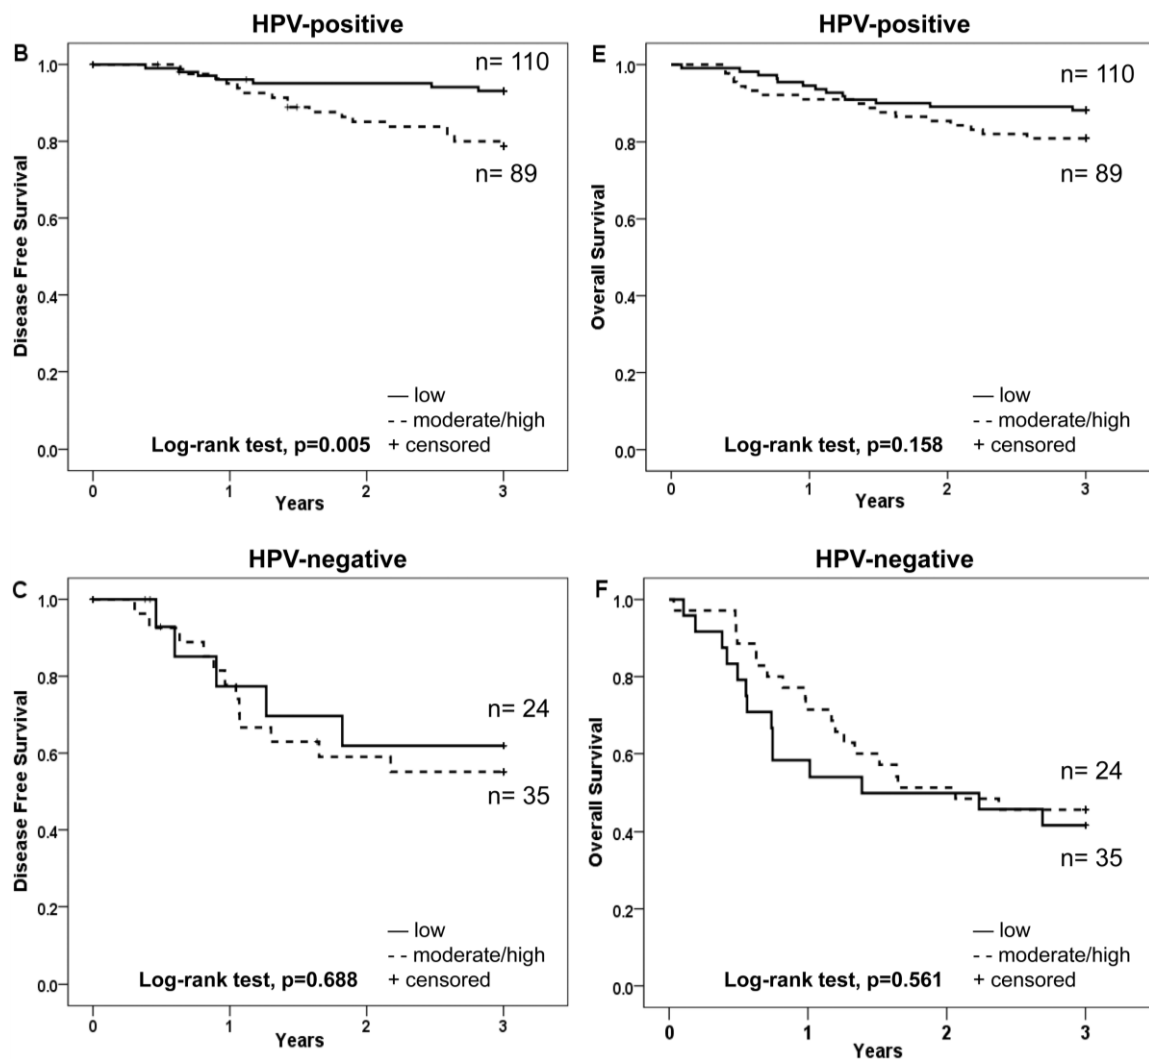 HPV-positive
B
1.0
0.8
0.6
0.4
0.2
0.0
Disease Free Survival
n= 110
n= 89
low
moderate/high
+ censored
Log-rank test, p=0.005
0 1 2 3
Years
HPV-positive
E
1.0
0.8
0.6
0.4
0.2
0.0
Overall Survival
n= 110
n= 89
low
moderate/high
+ censored
Log-rank test, p=0.158
0 1 2 3
Years
HPV-negative
C
1.0
0.8
0.6
0.4
0.2
0.0
Disease Free Survival
n= 24
n= 35
low
moderate/high
+ censored
Log-rank test, p=0.688
0 1 2 3
Years
HPV-negative
F
1.0
0.8
0.6
0.4
0.2
0.0
Overall Survival
n= 24
n= 35
low
moderate/high
+ censored
Log-rank test, p=0.561
0 1 2 3
Years